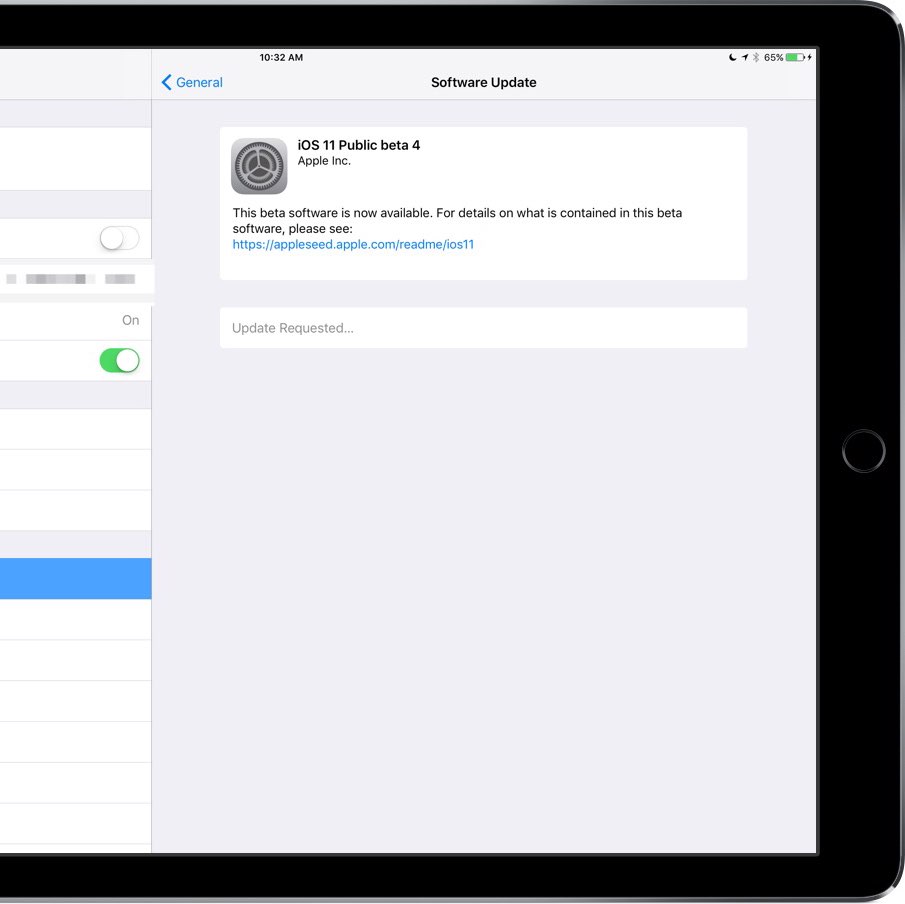 10:32 AM
65%
General
Software Update
iOS 11 Public beta 4
Apple Inc.
This beta software is now available. For details on what is contained in this beta
software, please see:
https://appleseed.apple.com/readme/ios11
Update Requested...
On